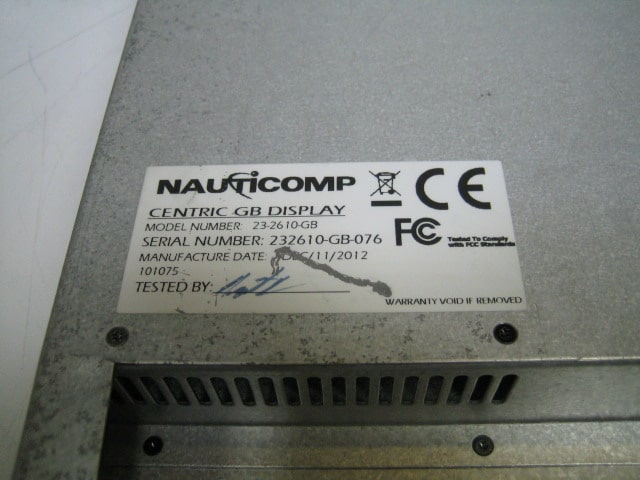 NAUTICOMP
CE
CENTRIC GB DISPLAY
MODEL NUMBER: 23-2610-GB
SERIAL NUMBER: 232610-GB-076
FC Tested To Comply
with FCC Standards
MANUFACTURE DATE: DEC/11/2012
101075
TESTED BY:
WARRANTY VOID IF REMOVED